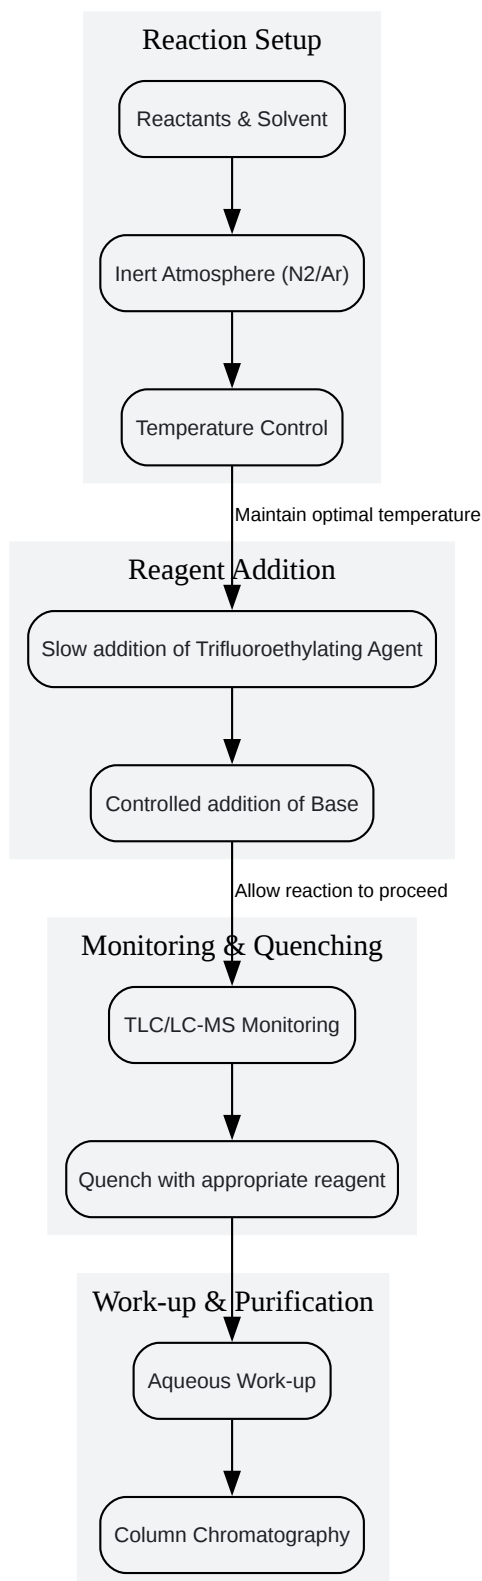 Reaction Setup
Reactants & Solvent
Inert Atmosphere (N2/Ar)
Temperature Control
Maintain optimal temperature
Reagent Addition
Slow addition of Trifluoroethylating Agent
Controlled addition of Base
Allow reaction to proceed
Monitoring & Quenching
TLC/LC-MS Monitoring
Quench with appropriate reagent
Work-up & Purification
Aqueous Work-up
Column Chromatography